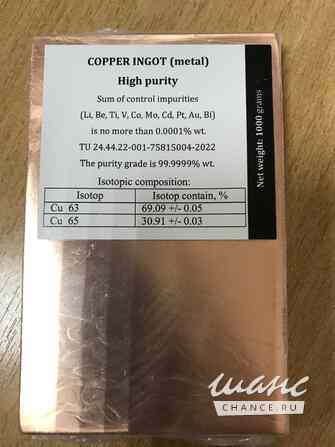 COPPER INGOT (metal)
High purity
Sum of control impurities
(Li, Be, Ti, V, Co, Mo, Cd, Pt, Au, Bi)
is no more than 0.0001% wt.
TU 24.44.22-001-75815004-2022
The purity grade is 99.9999% wt.
Isotopic composition:
Isotop Isotop contain, %
Cu 63 69.09 +/- 0.05
Cu 65 30.91 +/- 0.03
Net weight: 1000 grams
шанс
CHANCE.RU